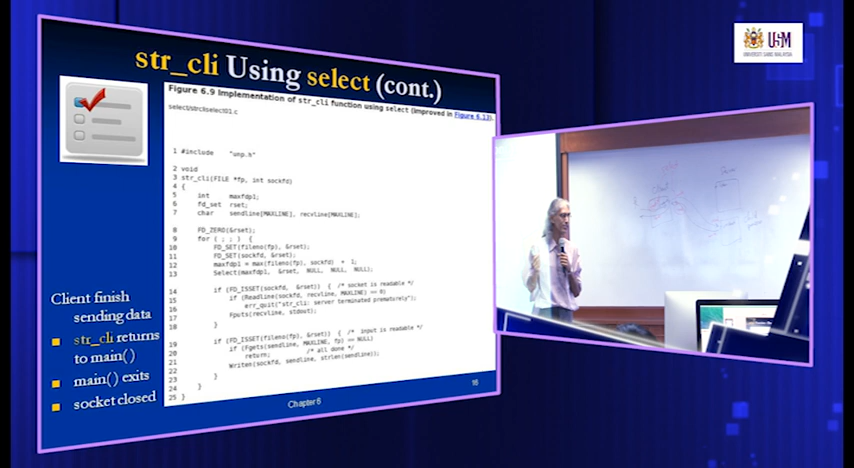 str_cli Using select (cont.)
Figure 6.9 Implementation of str_cli function using select (improved in Figure 6.13).
select/strcliselect01.c
1 #include "unp.h"
2 void
3 str_cli(FILE *fp, int sockfd)
4 {
5 int maxfdp1;
6 fd_set rset;
7 char sendline[MAXLINE], recvline[MAXLINE];
8 FD_ZERO(&rset);
9 for ( ; ; ) {
10 FD_SET(fileno(fp), &rset);
11 FD_SET(sockfd, &rset);
12 maxfdp1 = max(fileno(fp), sockfd) + 1;
13 Select(maxfdp1, &rset, NULL, NULL, NULL);
14 if (FD_ISSET(sockfd, &rset)) { /* socket is readable */
15 if (Readline(sockfd, recvline, MAXLINE) == 0)
16 err_quit("str_cli: server terminated prematurely");
17 Fputs(recvline, stdout);
18 }
19 if (FD_ISSET(fileno(fp), &rset)) { /* input is readable */
20 if (Fgets(sendline, MAXLINE, fp) == NULL)
21 return; /* all done */
22 Writen(sockfd, sendline, strlen(sendline));
23 }
24 }
25 }
Client finish
sending data
str_cli returns
to main()
main() exits
socket closed
Chapter 6
16
USM
UNIVERSITI SAINS MALAYSIA